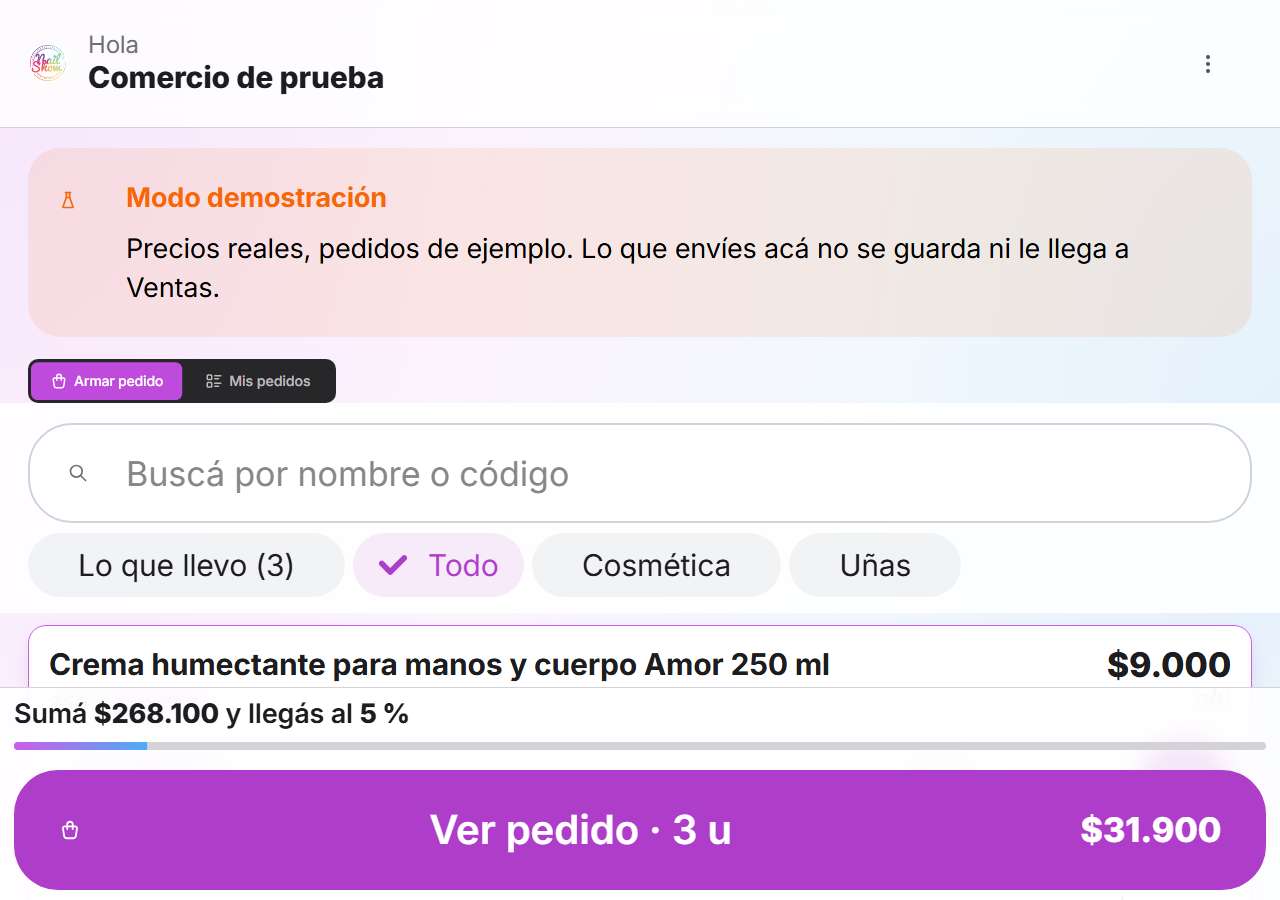 Nail Show
Hola
Comercio de prueba
Modo demostración
Precios reales, pedidos de ejemplo. Lo que envíes acá no se guarda ni le llega a
Ventas.
Armar pedido
Mis pedidos
Buscá por nombre o código
Lo que llevo (3)
Todo
Cosmética
Uñas
Crema humectante para manos y cuerpo Amor 250 ml
$9.000
Sumá $268.100 y llegás al 5 %
Ver pedido · 3 u
$31.900